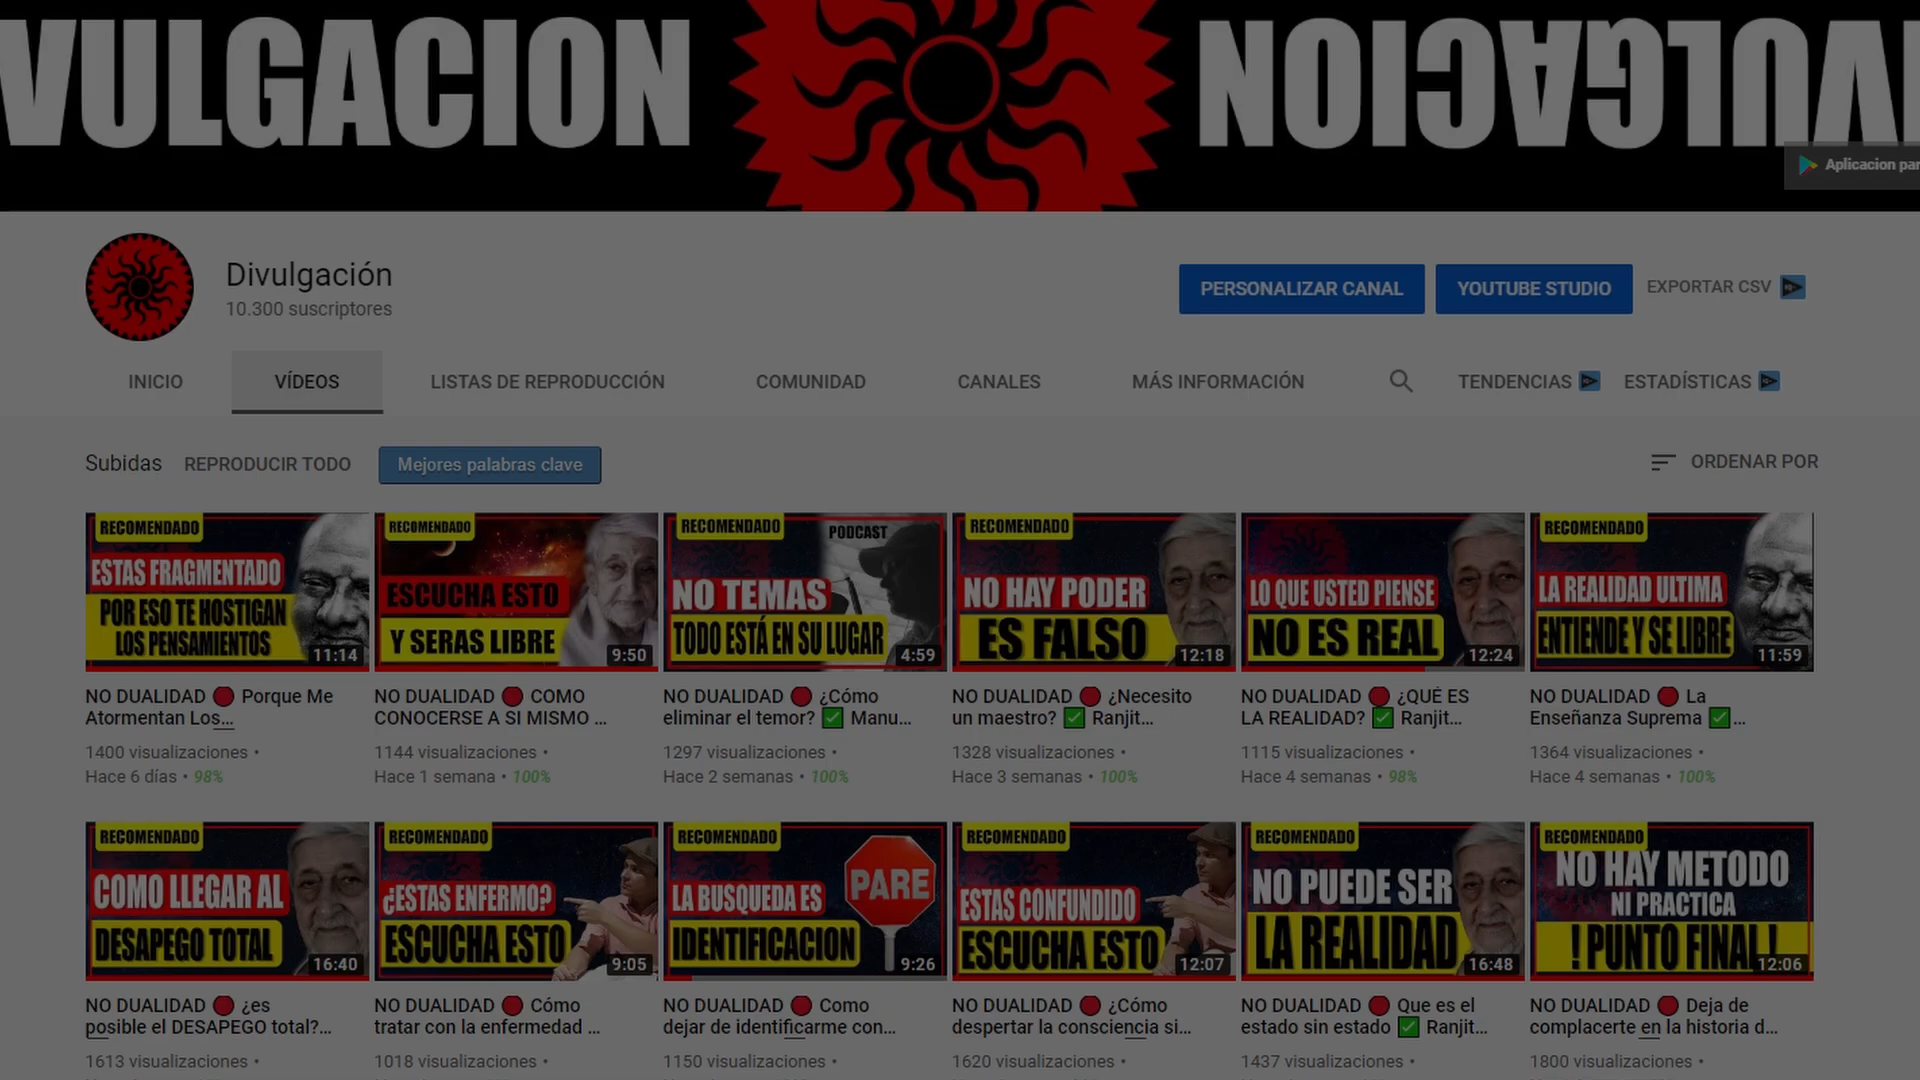 VULGACION
DIVULGACION
Aplicacion par
Divulgación
10.300 suscriptores
PERSONALIZAR CANAL
YOUTUBE STUDIO
EXPORTAR CSV
INICIO
VÍDEOS
LISTAS DE REPRODUCCIÓN
COMUNIDAD
CANALES
MÁS INFORMACIÓN
TENDENCIAS
ESTADÍSTICAS
Subidas
REPRODUCIR TODO
Mejores palabras clave
ORDENAR POR
RECOMENDADO
ESTAS FRAGMENTADO
POR ESO TE HOSTIGAN
LOS PENSAMIENTOS
11:14
NO DUALIDAD 🔴 Porque Me
Atormentan Los...
1400 visualizaciones •
Hace 6 días • 98%
RECOMENDADO
ESCUCHA ESTO
Y SERAS LIBRE
9:50
NO DUALIDAD 🔴 COMO
CONOCERSE A SI MISMO ...
1144 visualizaciones •
Hace 1 semana • 100%
RECOMENDADO
PODCAST
NO TEMAS
TODO ESTÁ EN SU LUGAR
4:59
NO DUALIDAD 🔴 ¿Cómo
eliminar el temor? ✅ Manu...
1297 visualizaciones •
Hace 2 semanas • 100%
RECOMENDADO
NO HAY PODER
ES FALSO
12:18
NO DUALIDAD 🔴 ¿Necesito
un maestro? ✅ Ranjit...
1328 visualizaciones •
Hace 3 semanas • 100%
RECOMENDADO
LO QUE USTED PIENSE
NO ES REAL
12:24
NO DUALIDAD 🔴 ¿QUÉ ES
LA REALIDAD? ✅ Ranjit...
1115 visualizaciones •
Hace 4 semanas • 98%
RECOMENDADO
LA REALIDAD ULTIMA
ENTIENDE Y SE LIBRE
11:59
NO DUALIDAD 🔴 La
Enseñanza Suprema ✅ ...
1364 visualizaciones •
Hace 4 semanas • 100%
RECOMENDADO
COMO LLEGAR AL
DESAPEGO TOTAL
16:40
NO DUALIDAD 🔴 ¿es
posible el DESAPEGO total?...
1613 visualizaciones •
RECOMENDADO
¿ESTAS ENFERMO?
ESCUCHA ESTO
9:05
NO DUALIDAD 🔴 Cómo
tratar con la enfermedad ...
1018 visualizaciones •
RECOMENDADO
LA BUSQUEDA ES
IDENTIFICACION
PARE
9:26
NO DUALIDAD 🔴 Como
dejar de identificarme con...
1150 visualizaciones •
RECOMENDADO
ESTAS CONFUNDIDO
ESCUCHA ESTO
12:07
NO DUALIDAD 🔴 ¿Cómo
despertar la consciencia si...
1620 visualizaciones •
RECOMENDADO
NO PUEDE SER
LA REALIDAD
16:48
NO DUALIDAD 🔴 Que es el
estado sin estado ✅ Ranjit...
1437 visualizaciones •
RECOMENDADO
NO HAY METODO
NI PRACTICA
! PUNTO FINAL !
12:06
NO DUALIDAD 🔴 Deja de
complacerte en la historia d...
1800 visualizaciones •